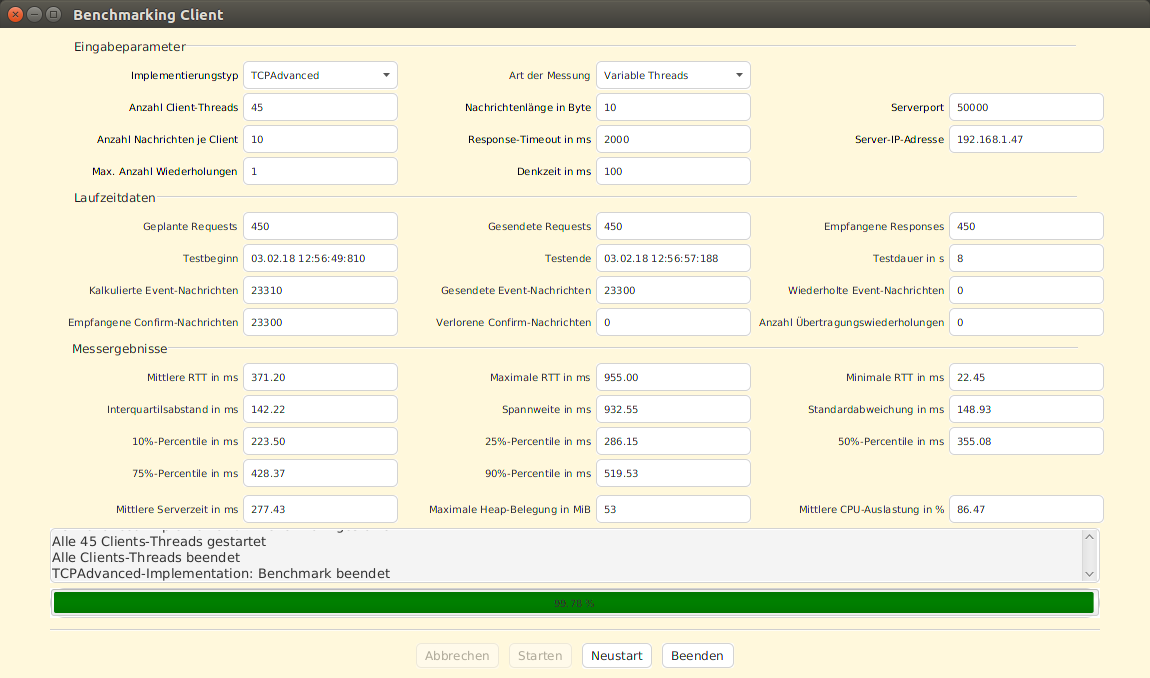 Benchmarking Client
Eingabeparameter
Implementierungstyp TCPAdvanced Art der Messung Variable Threads
Anzahl Client-Threads 45 Nachrichtenlänge in Byte 10 Serverport 50000
Anzahl Nachrichten je Client 10 Response-Timeout in ms 2000 Server-IP-Adresse 192.168.1.47
Max. Anzahl Wiederholungen 1 Denkzeit in ms 100
Laufzeitdaten
Geplante Requests 450 Gesendete Requests 450 Empfangene Responses 450
Testbeginn 03.02.18 12:56:49:810 Testende 03.02.18 12:56:57:188 Testdauer in s 8
Kalkulierte Event-Nachrichten 23310 Gesendete Event-Nachrichten 23300 Wiederholte Event-Nachrichten 0
Empfangene Confirm-Nachrichten 23300 Verlorene Confirm-Nachrichten 0 Anzahl Übertragungswiederholungen 0
Messergebnisse
Mittlere RTT in ms 371.20 Maximale RTT in ms 955.00 Minimale RTT in ms 22.45
Interquartilsabstand in ms 142.22 Spannweite in ms 932.55 Standardabweichung in ms 148.93
10%-Percentile in ms 223.50 25%-Percentile in ms 286.15 50%-Percentile in ms 355.08
75%-Percentile in ms 428.37 90%-Percentile in ms 519.53
Mittlere Serverzeit in ms 277.43 Maximale Heap-Belegung in MiB 53 Mittlere CPU-Auslastung in % 86.47
Alle 45 Clients-Threads gestartet
Alle Clients-Threads beendet
TCPAdvanced-Implementation: Benchmark beendet
99.78 %
Abbrechen Starten Neustart Beenden